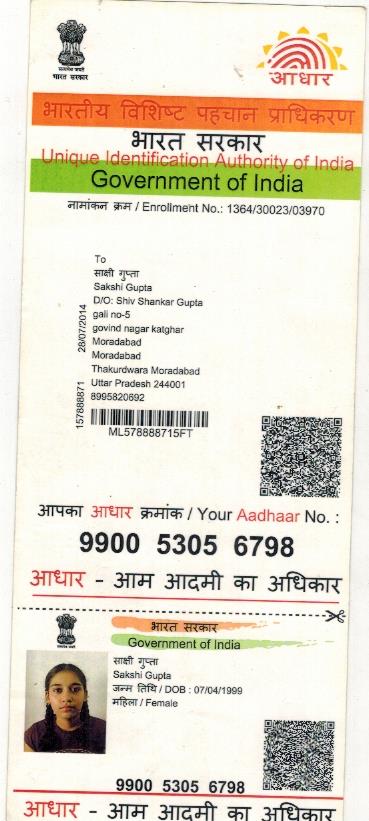 सत्यमेव जयते
भारत सरकार
आधार
भारतीय विशिष्ट पहचान प्राधिकरण
भारत सरकार
Unique Identification Authority of India
Government of India
नामांकन क्रम / Enrollment No.: 1364/30023/03970
To
साक्षी गुप्ता
Sakshi Gupta
D/O: Shiv Shankar Gupta
gali no-5
govind nagar katghar
Moradabad
Moradabad
Thakurdwara Moradabad
Uttar Pradesh 244001
8995820692
28/07/2014
157888871
ML578888715FT
आपका आधार क्रमांक / Your Aadhaar No. :
9900 5305 6798
आधार - आम आदमी का अधिकार
भारत सरकार
Government of India
साक्षी गुप्ता
Sakshi Gupta
जन्म तिथि / DOB : 07/04/1999
महिला / Female
9900 5305 6798
आधार - आम आदमी का अधिकार